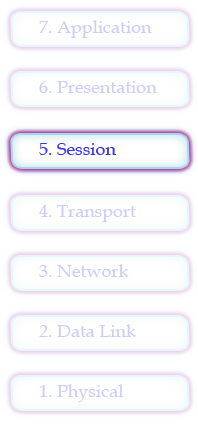 7. Application
6. Presentation
5. Session
4. Transport
3. Network
2. Data Link
1. Physical